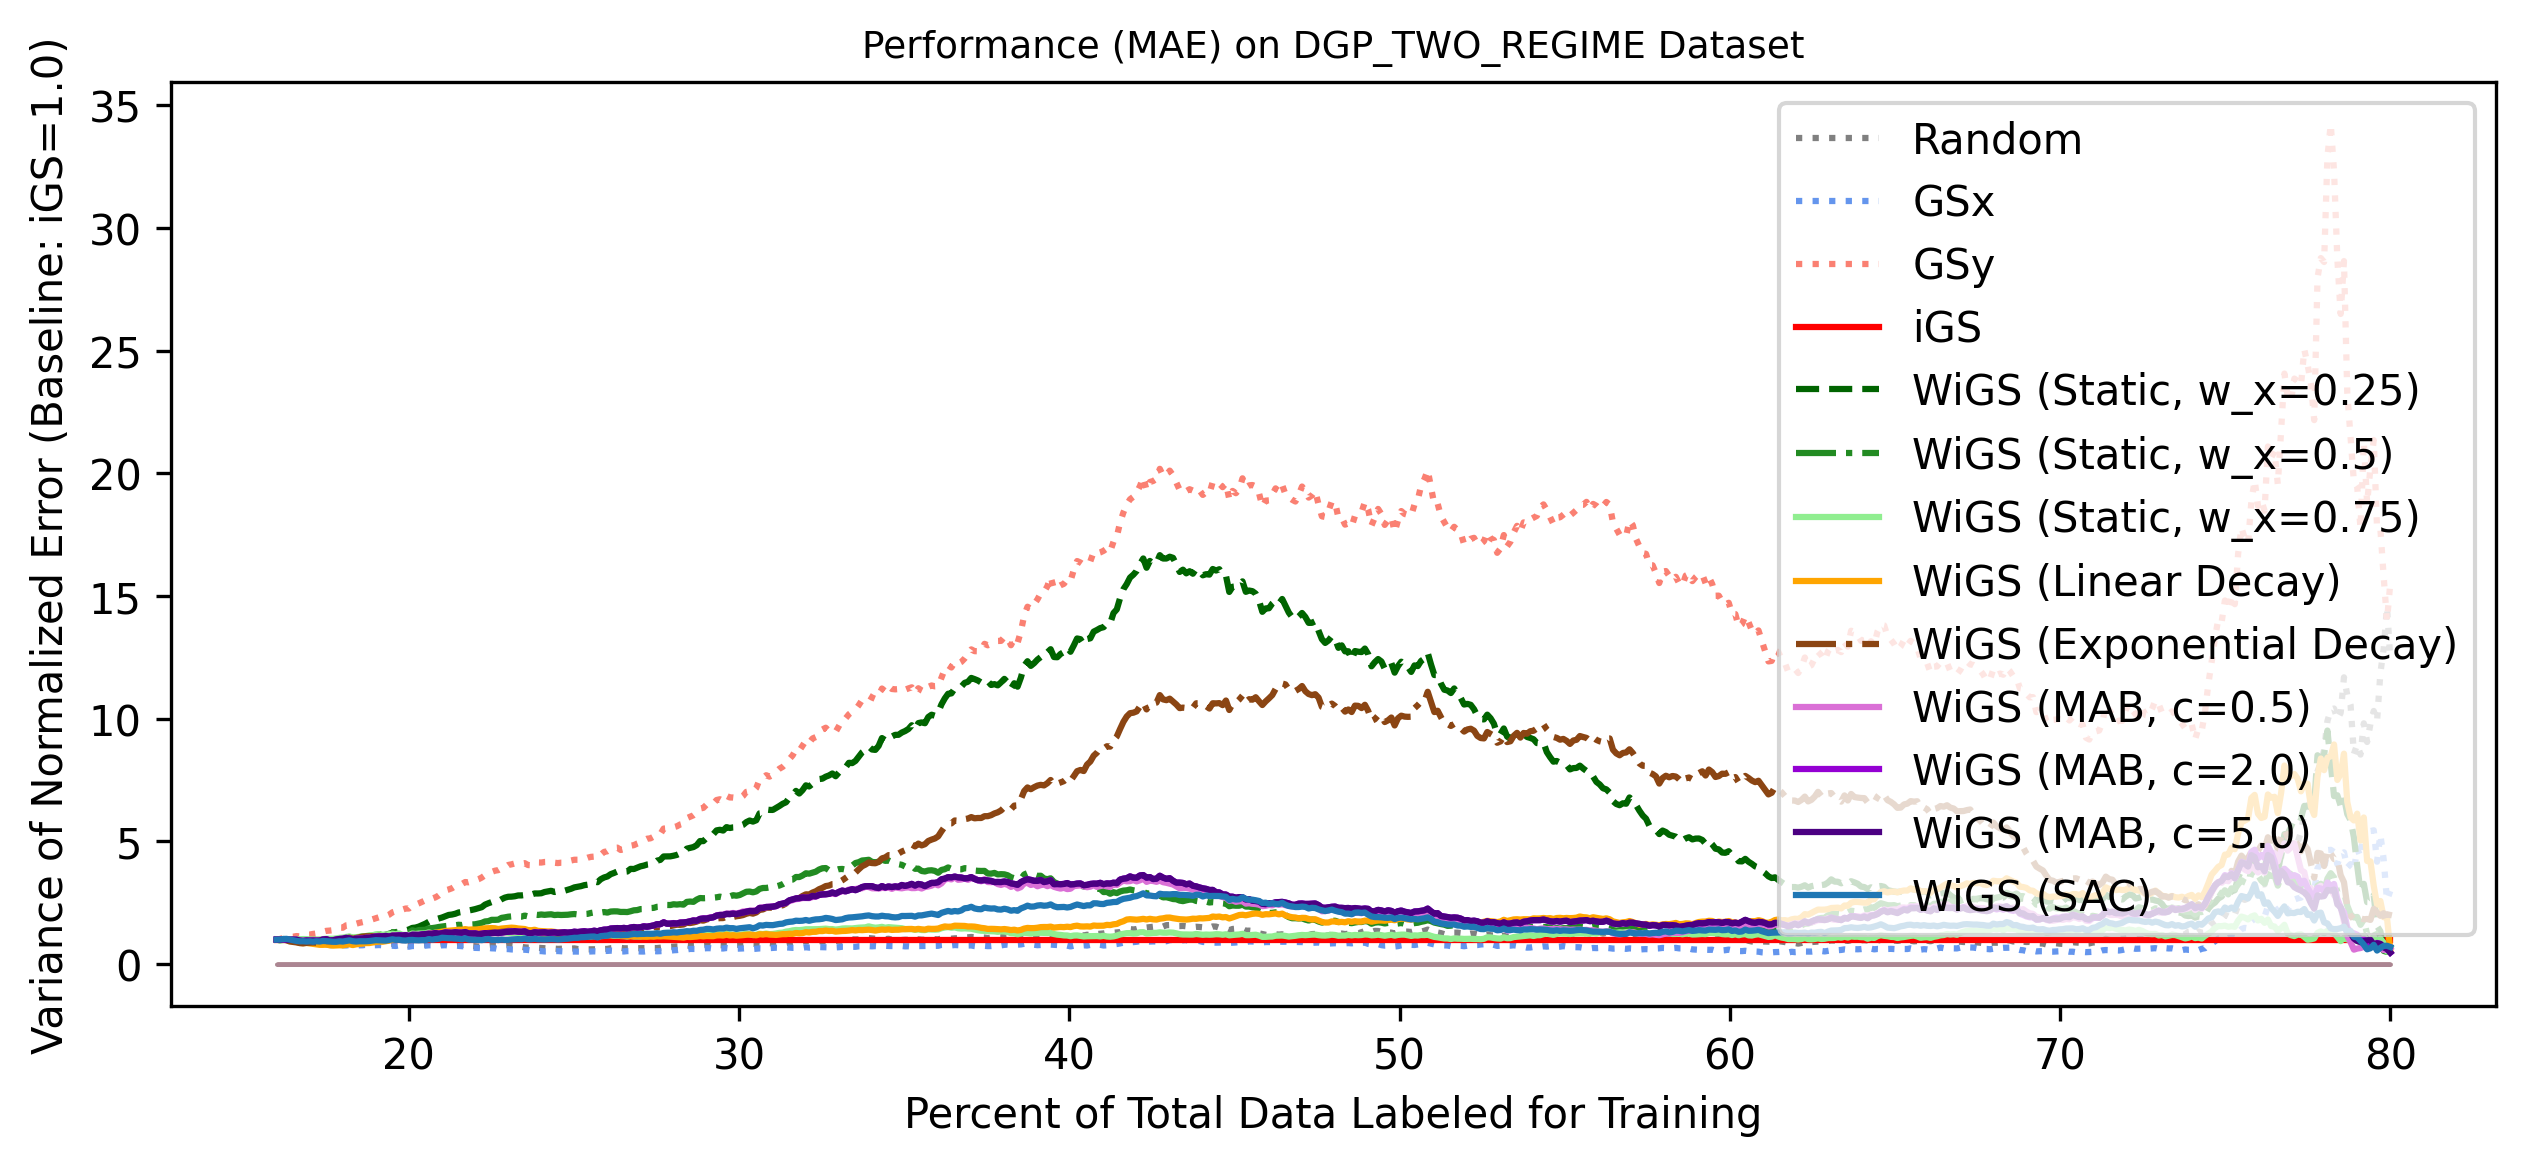 Performance (MAE) on DGP_TWO_REGIME Dataset
Variance of Normalized Error (Baseline: iGS=1.0)
35
30
25
20
15
10
5
0
Random
GSx
GSy
iGS
WiGS (Static, w_x=0.25)
WiGS (Static, w_x=0.5)
WiGS (Static, w_x=0.75)
WiGS (Linear Decay)
WiGS (Exponential Decay)
WiGS (MAB, c=0.5)
WiGS (MAB, c=2.0)
WiGS (MAB, c=5.0)
WiGS (SAC)
20 30 40 50 60 70 80
Percent of Total Data Labeled for Training